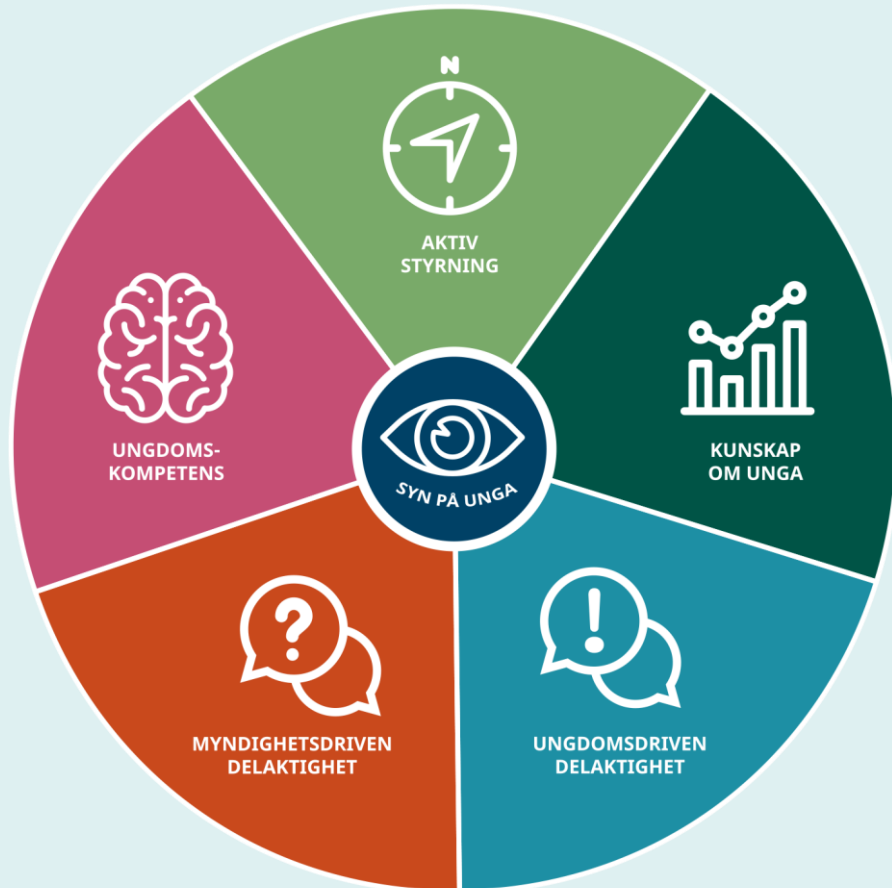 N
AKTIV
STYRNING
KUNSKAP
OM UNGA
UNGDOMSDRIVEN
DELAKTIGHET
MYNDIGHETSDRIVEN
DELAKTIGHET
UNGDOMS-
KOMPETENS
SYN PÅ UNGA